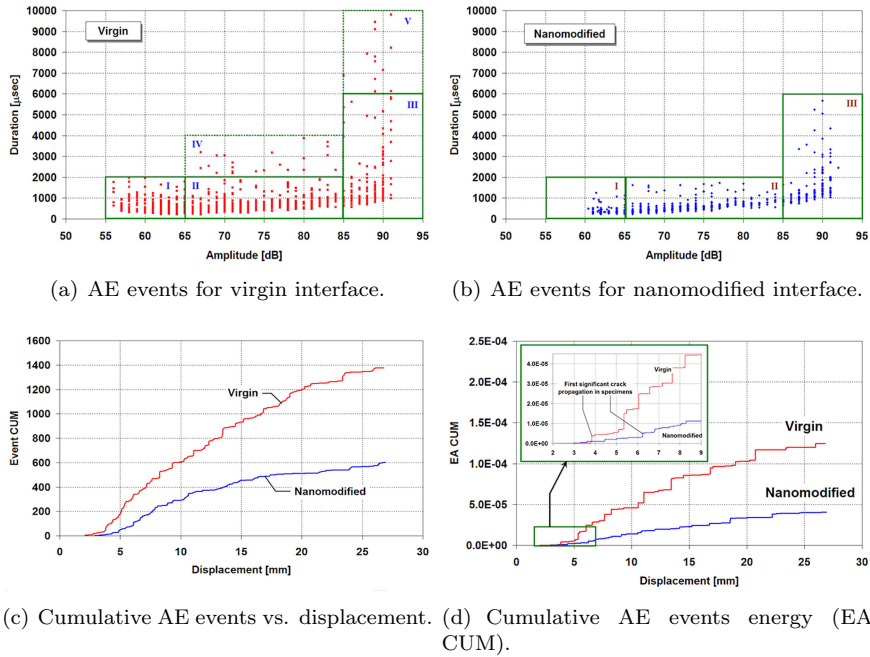 10000
9000
8000
7000
6000
5000
4000
3000
2000
1000
0
Duration [μsec]
Virgin
V
III
IV
I
II
50 55 60 65 70 75 80 85 90 95
Amplitude [dB]
(a) AE events for virgin interface.
10000
9000
8000
7000
6000
5000
4000
3000
2000
1000
0
Duration [μsec]
Nanomodified
III
I
II
50 55 60 65 70 75 80 85 90 95
Amplitude [dB]
(b) AE events for nanomodified interface.
1600
1400
1200
1000
800
600
400
200
0
Event CUM
Virgin
Nanomodified
0 5 10 15 20 25 30
Displacement [mm]
(c) Cumulative AE events vs. displacement.
2.5E-04
2.0E-04
1.5E-04
1.0E-04
5.0E-05
0.0E+00
EA CUM
4.0E-05
3.0E-05
2.0E-05
1.0E-05
0.0E+00
Virgin
First significant crack
propagation in specimens
Nanomodified
2 3 4 5 6 7 8 9
Virgin
Nanomodified
0 5 10 15 20 25 30
Displacement [mm]
(d) Cumulative AE events energy (EA
CUM).